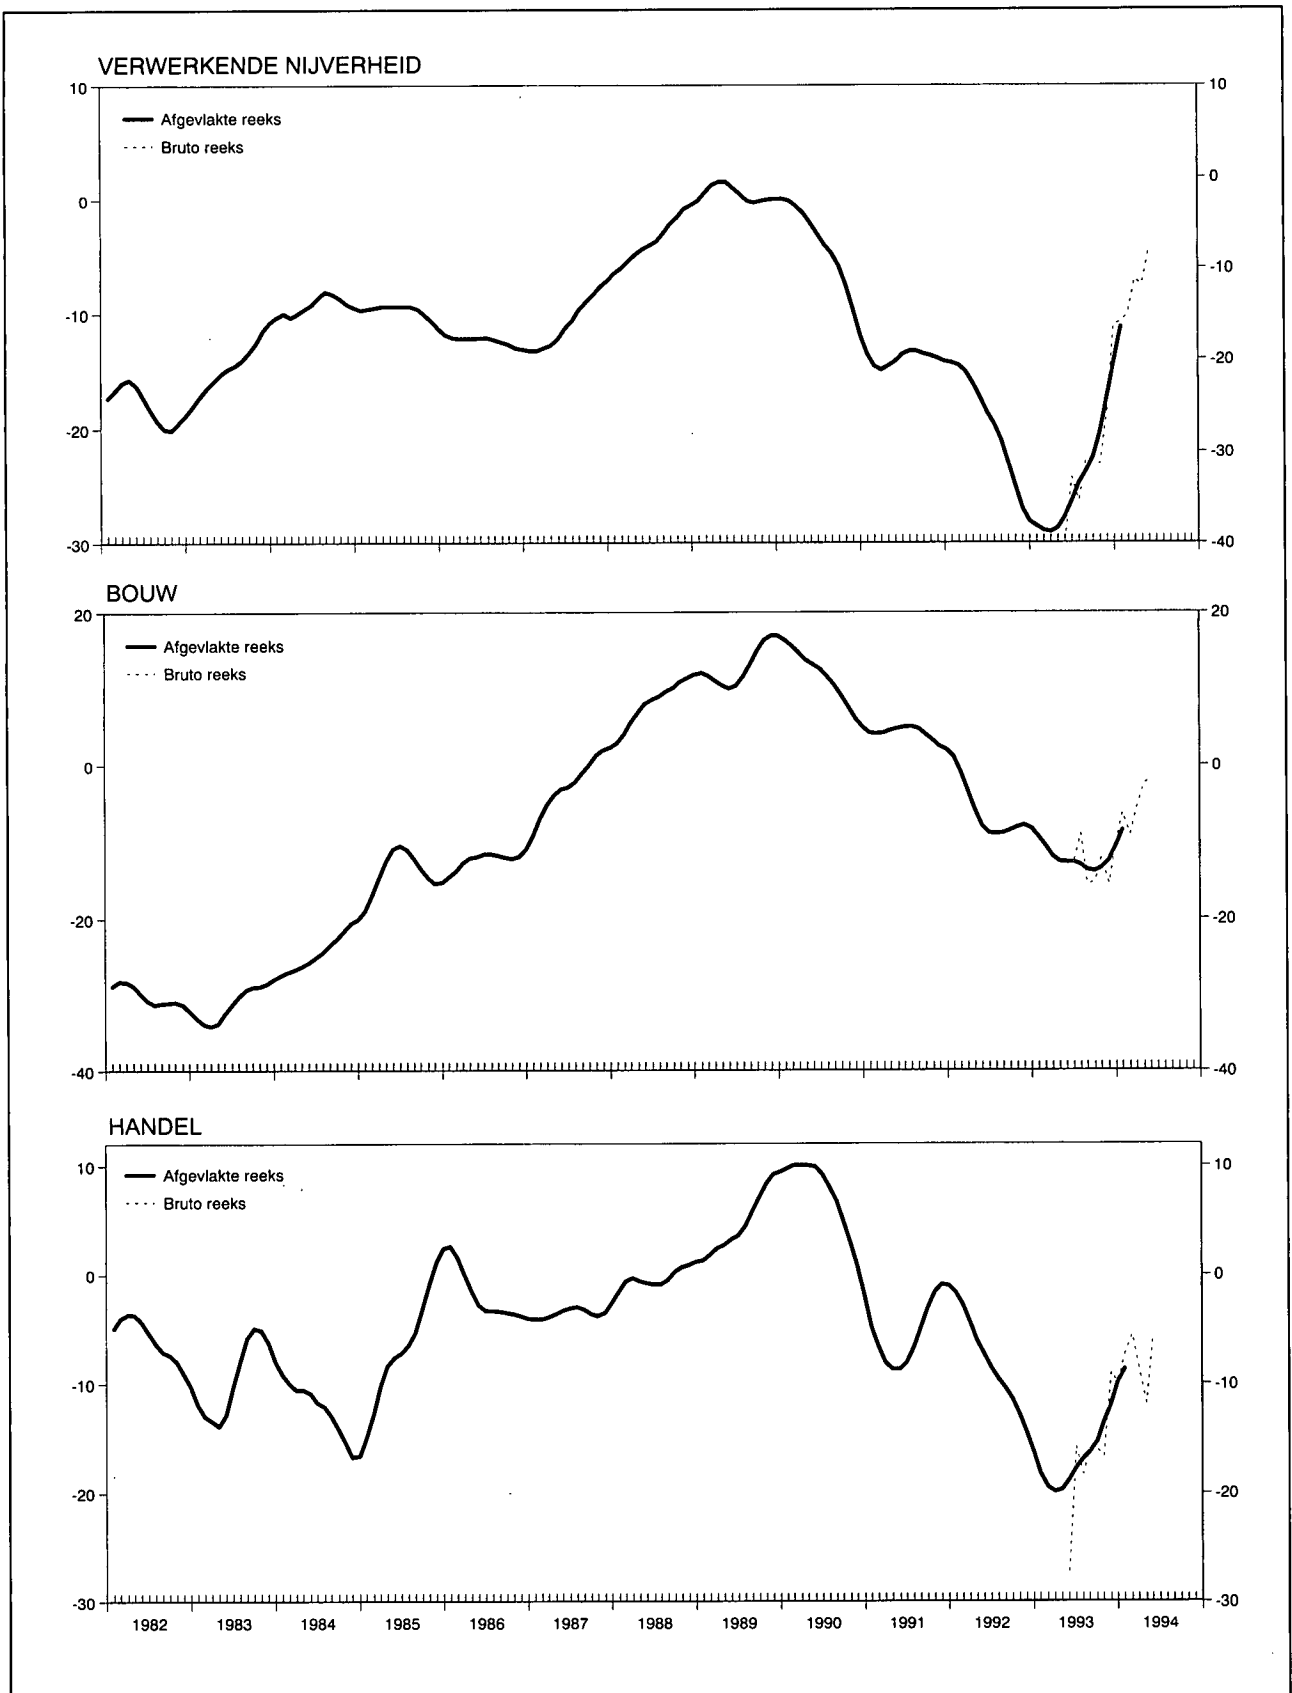 VERWERKENDE NIJVERHEID
10 10
Afgevlakte reeks
Bruto reeks
0 0
-10 -10
-20 -20
-30 -30
-40
BOUW
20 20
Afgevlakte reeks
Bruto reeks
0 0
-20 -20
-40 -40
HANDEL
10 10
Afgevlakte reeks
Bruto reeks
0 0
-10 -10
-20 -20
-30 -30
1982 1983 1984 1985 1986 1987 1988 1989 1990 1991 1992 1993 1994